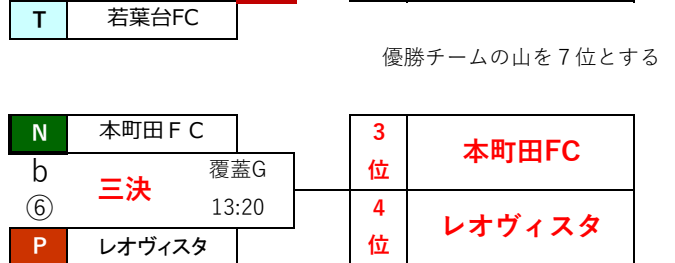 T 若葉台FC
優勝チームの山を７位とする
N 本町田ＦＣ 3 本町田FC
b 三決 覆蓋G 位
⑥ 13:20 4 レオヴィスタ
P レオヴィスタ 位